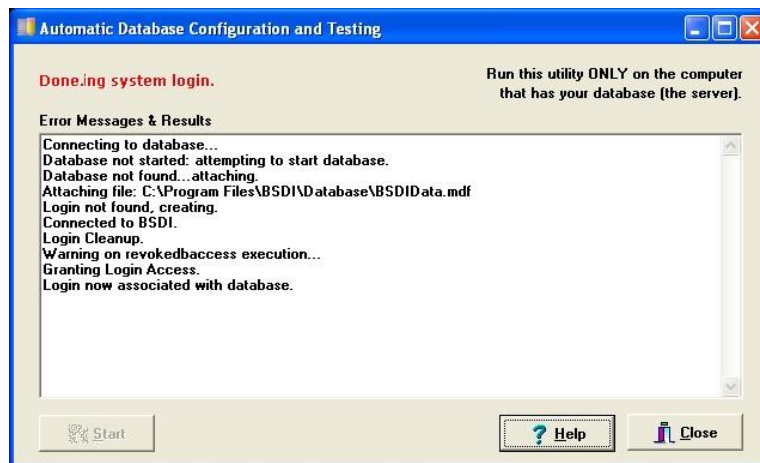 Automatic Database Configuration and Testing
Done.ing system login.
Run this utility ONLY on the computer
that has your database (the server).
Error Messages & Results
Connecting to database...
Database not started: attempting to start database.
Database not found...attaching.
Attaching file: C:\Program Files\BSDI\Database\BSDIData.mdf
Login not found, creating.
Connected to BSDI.
Login Cleanup.
Warning on revokedbaccess execution...
Granting Login Access.
Login now associated with database.
Start
? Help
Close